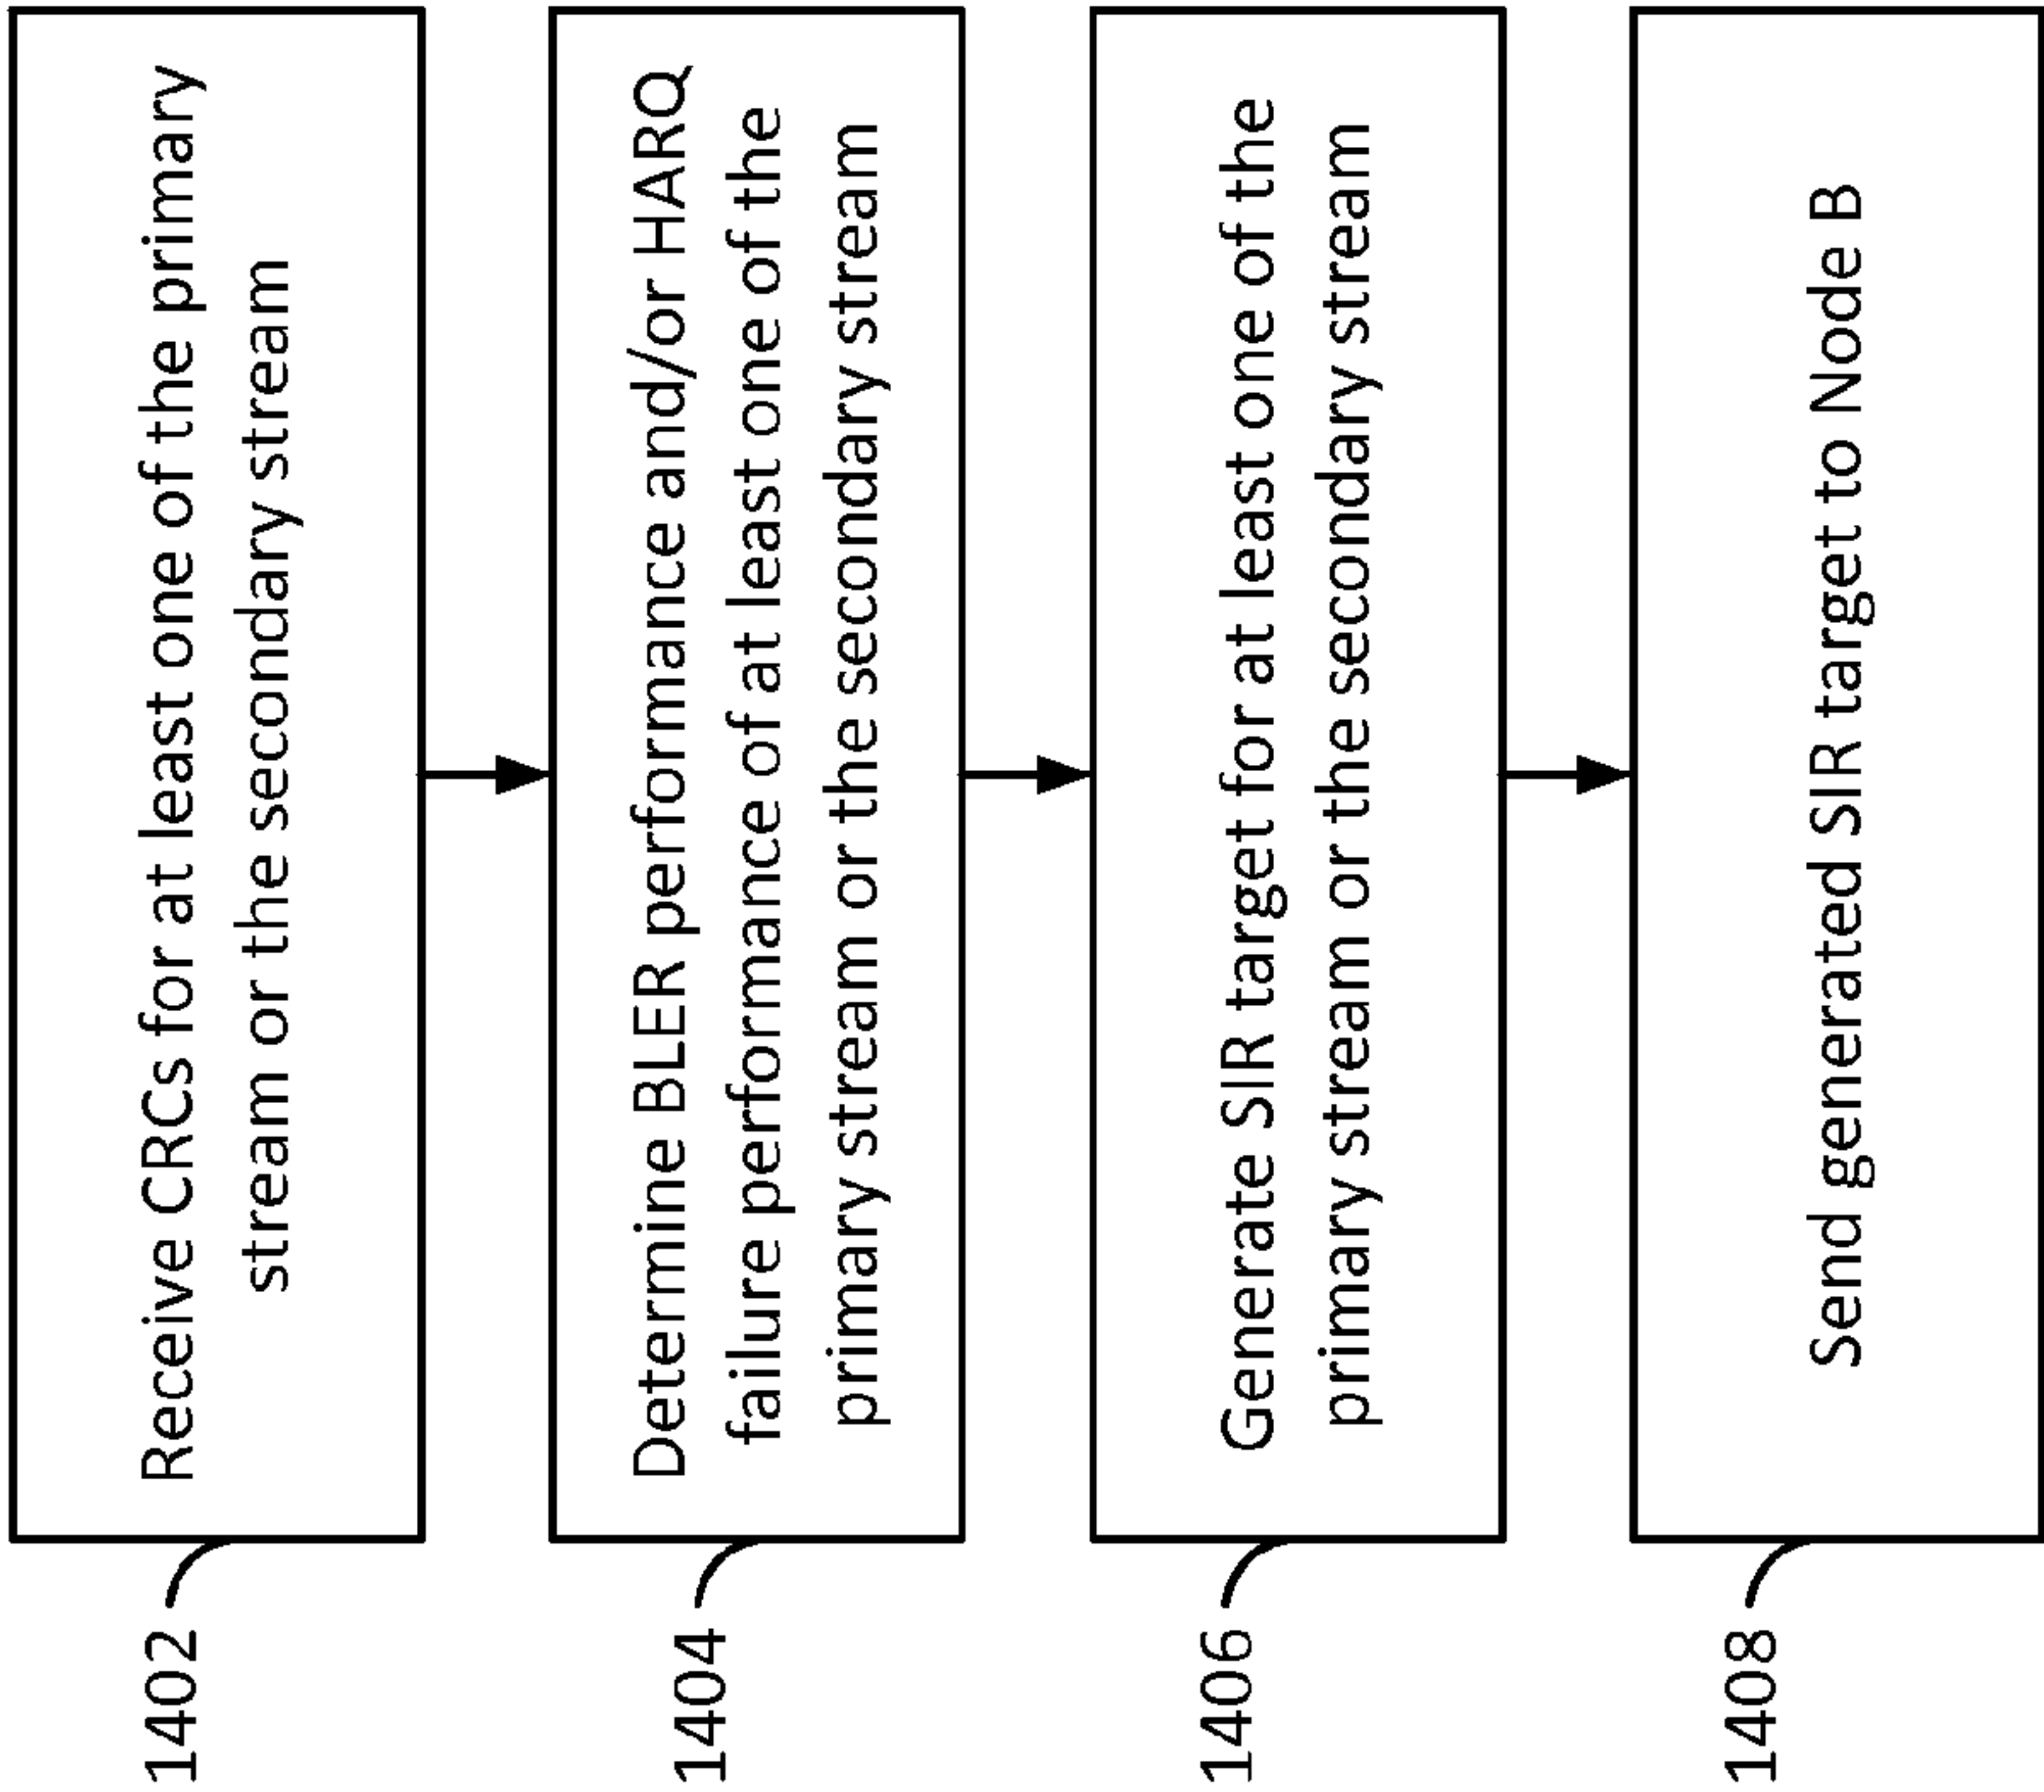 1402
Receive CRCs for at least one of the primary
stream or the secondary stream
1404
Determine BLER performance and/or HARQ
failure performance of at least one of the
primary stream or the secondary stream
1406
Generate SIR target for at least one of the
primary stream or the secondary stream
1408
Send generated SIR target to Node B